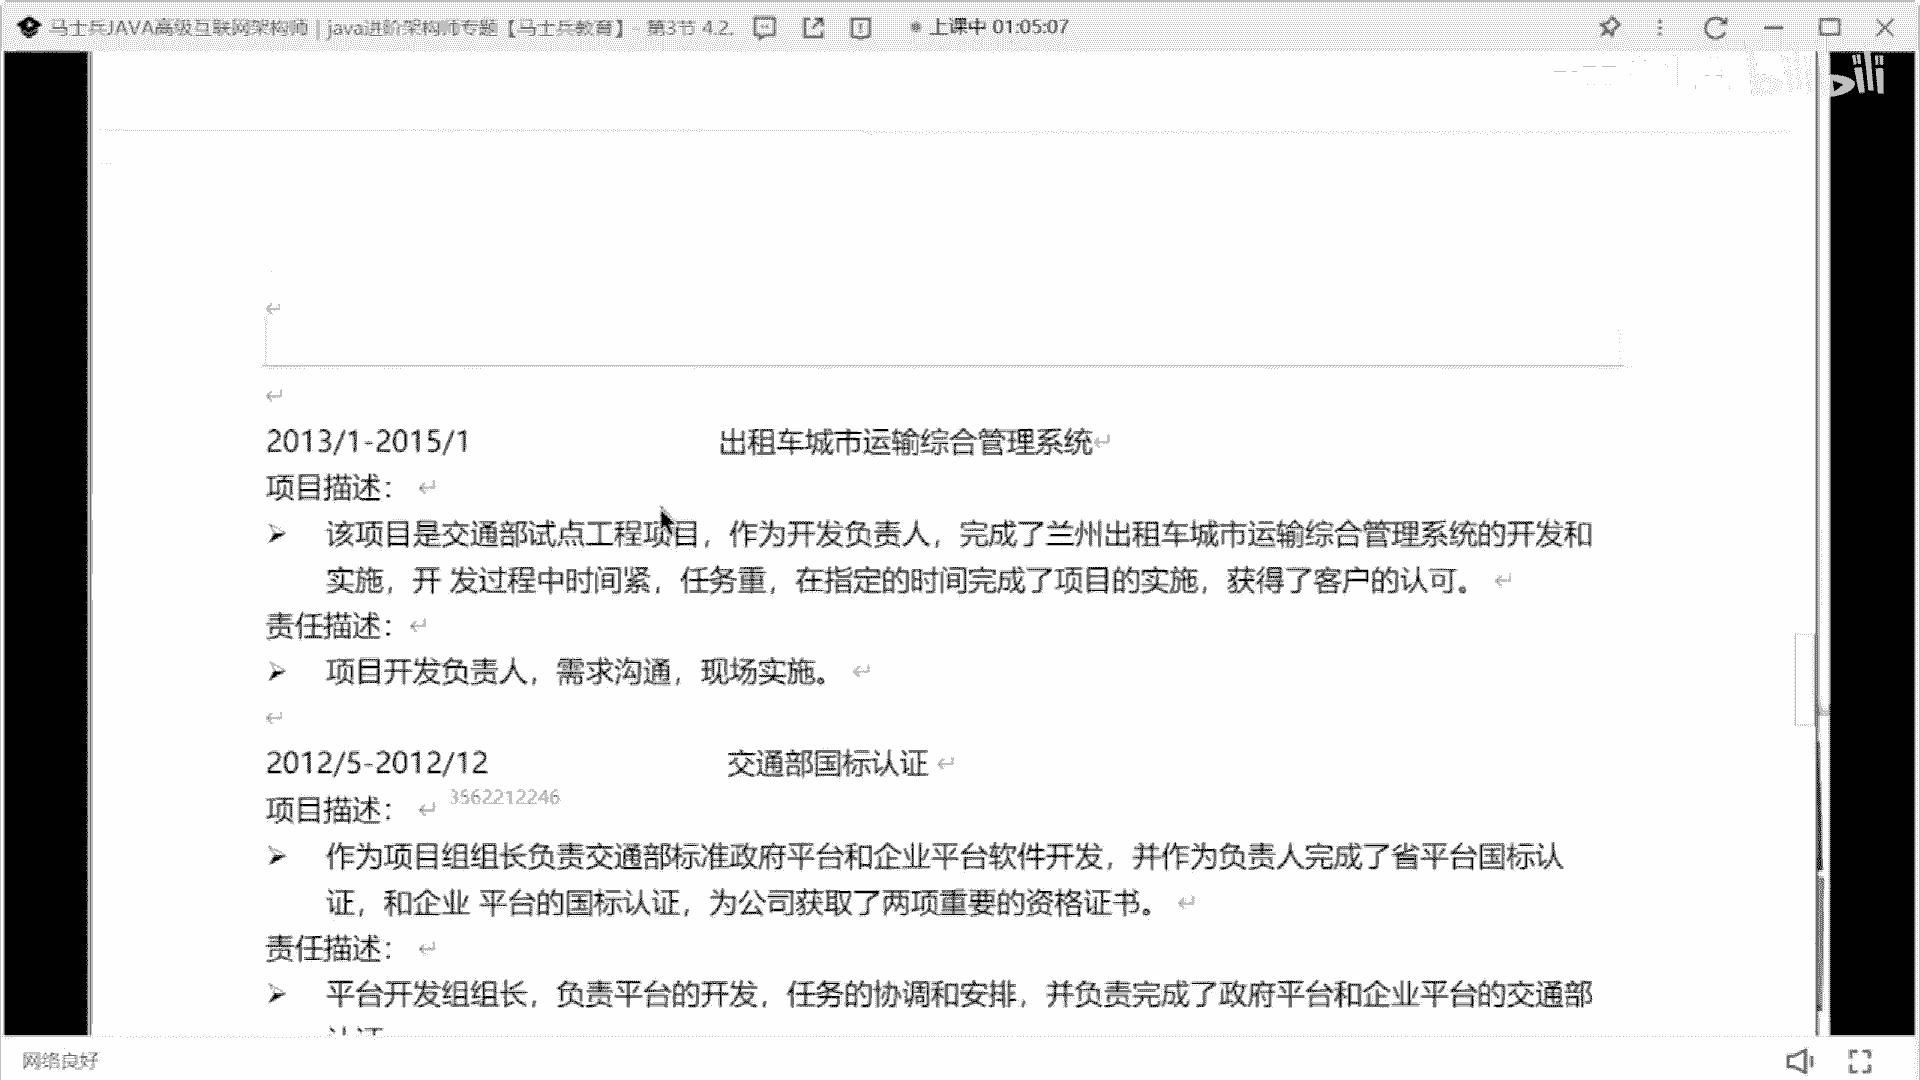 马士兵JAVA高级互联网架构师 | java进阶架构师专题【马士兵教育】 - 第3节 4.2. 上课中 01:05:07
2013/1-2015/1 出租车城市运输综合管理系统
项目描述：
➢ 该项目是交通部试点工程项目，作为开发负责人，完成了兰州出租车城市运输综合管理系统的开发和
实施，开 发过程中时间紧，任务重，在指定的时间完成了项目的实施，获得了客户的认可。
责任描述：
➢ 项目开发负责人，需求沟通，现场实施。
2012/5-2012/12 交通部国标认证
项目描述： 3562212246
➢ 作为项目组组长负责交通部标准政府平台和企业平台软件开发，并作为负责人完成了省平台国标认
证，和企业 平台的国标认证，为公司获取了两项重要的资格证书。
责任描述：
➢ 平台开发组组长，负责平台的开发，任务的协调和安排，并负责完成了政府平台和企业平台的交通部
网络良好